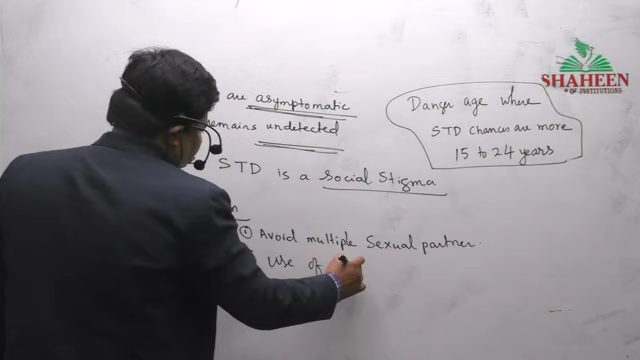 SHAHEEN
OF INSTITUTIONS
are asymptomatic
remains undetected
Danger age where
STD chances are more
15 to 24 years
STD is a social stigma
Avoid multiple sexual partner.
Use of